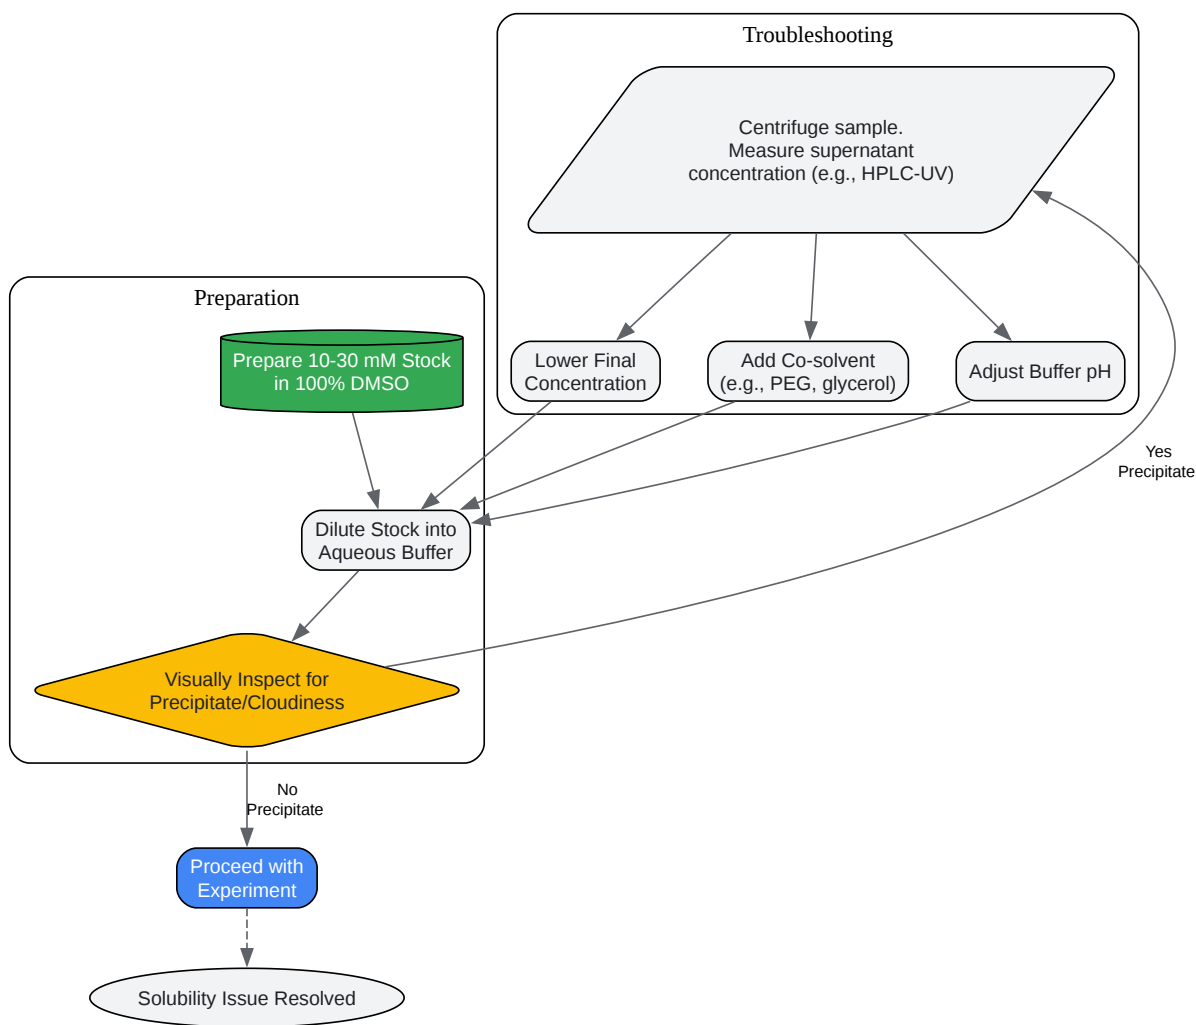 Troubleshooting
Centrifuge sample.
Measure supernatant
concentration (e.g., HPLC-UV)
Preparation
Prepare 10-30 mM Stock
in 100% DMSO
Lower Final
Concentration
Add Co-solvent
(e.g., PEG, glycerol)
Adjust Buffer pH
Yes
Precipitate
Dilute Stock into
Aqueous Buffer
Visually Inspect for
Precipitate/Cloudiness
No
Precipitate
Proceed with
Experiment
Solubility Issue Resolved